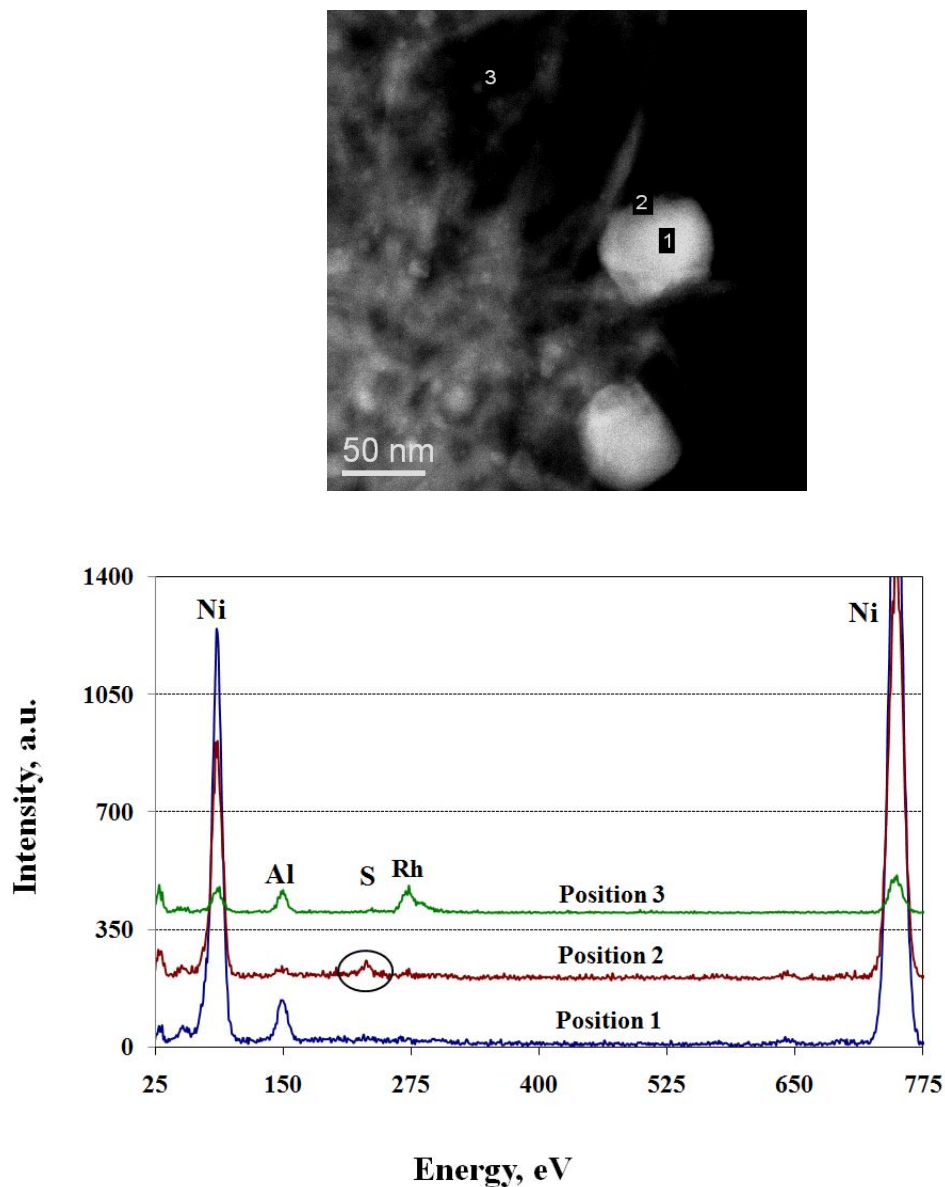 3
2
1
50 nm
1400
Ni
Ni
1050
700
Al
S
Rh
Position 3
350
Position 2
Position 1
0
25
150
275
400
525
650
775
Intensity, a.u.
Energy, eV